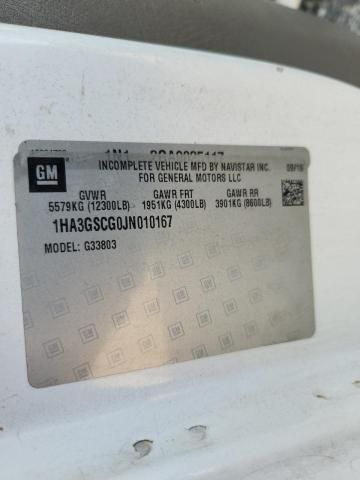 GM
INCOMPLETE VEHICLE MFD BY NAVISTAR INC.
FOR GENERAL MOTORS LLC
GVWR GAWR FRT GAWR RR
5579KG (12300LB) 1951KG (4300LB) 3901KG (8600LB)
1HA3GSCG0JN010167
MODEL: G33803